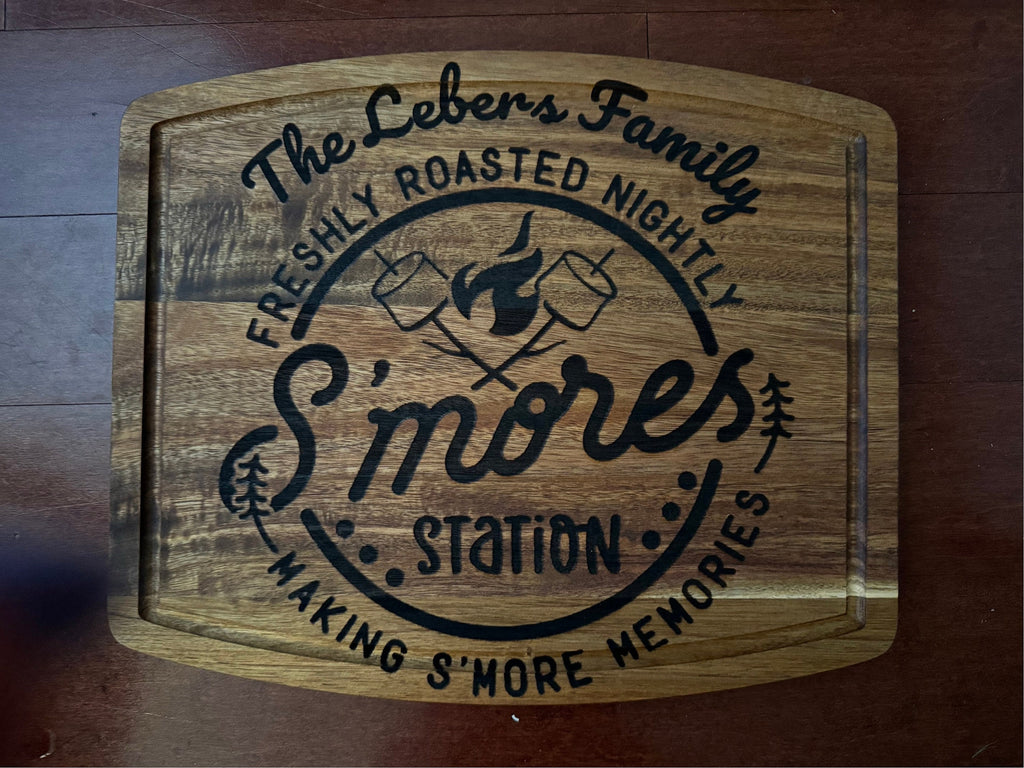 The Lebers Family
FRESHLY ROASTED NIGHTLY
S'mores
STATION
MAKING S'MORE MEMORIES